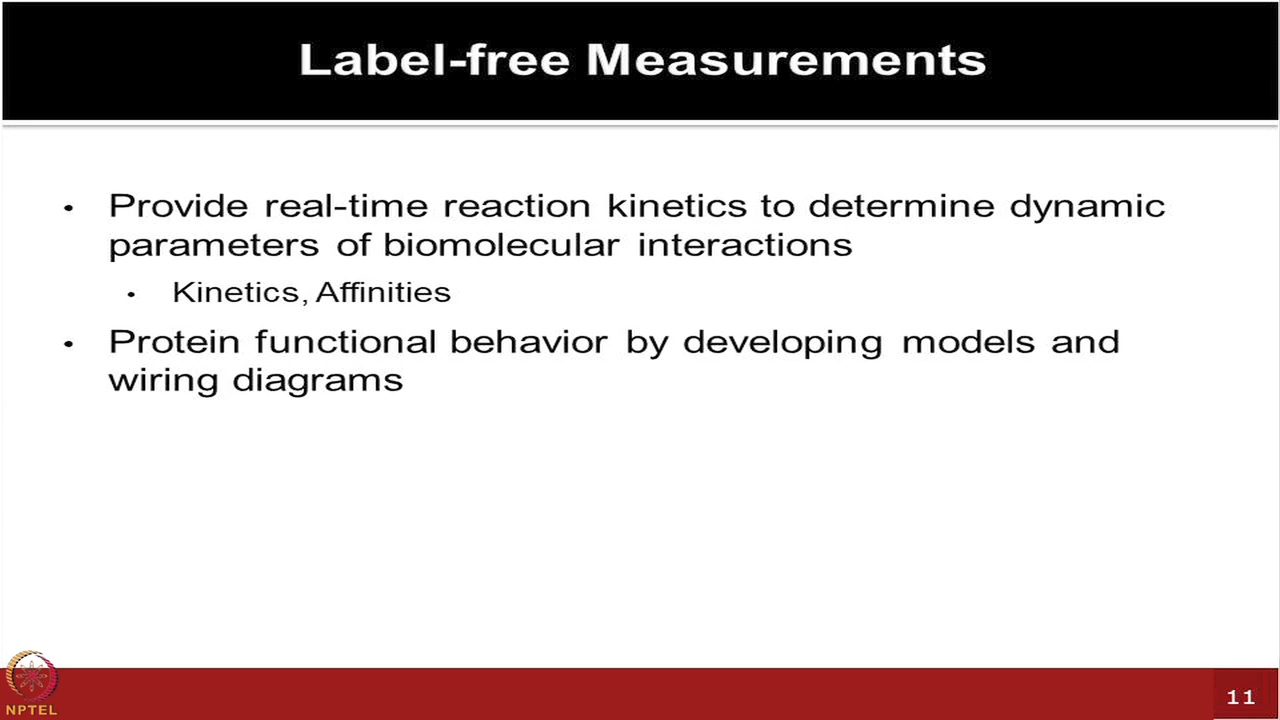 Label-free Measurements
• Provide real-time reaction kinetics to determine dynamic
parameters of biomolecular interactions
• Kinetics, Affinities
• Protein functional behavior by developing models and
wiring diagrams
NPTEL
11